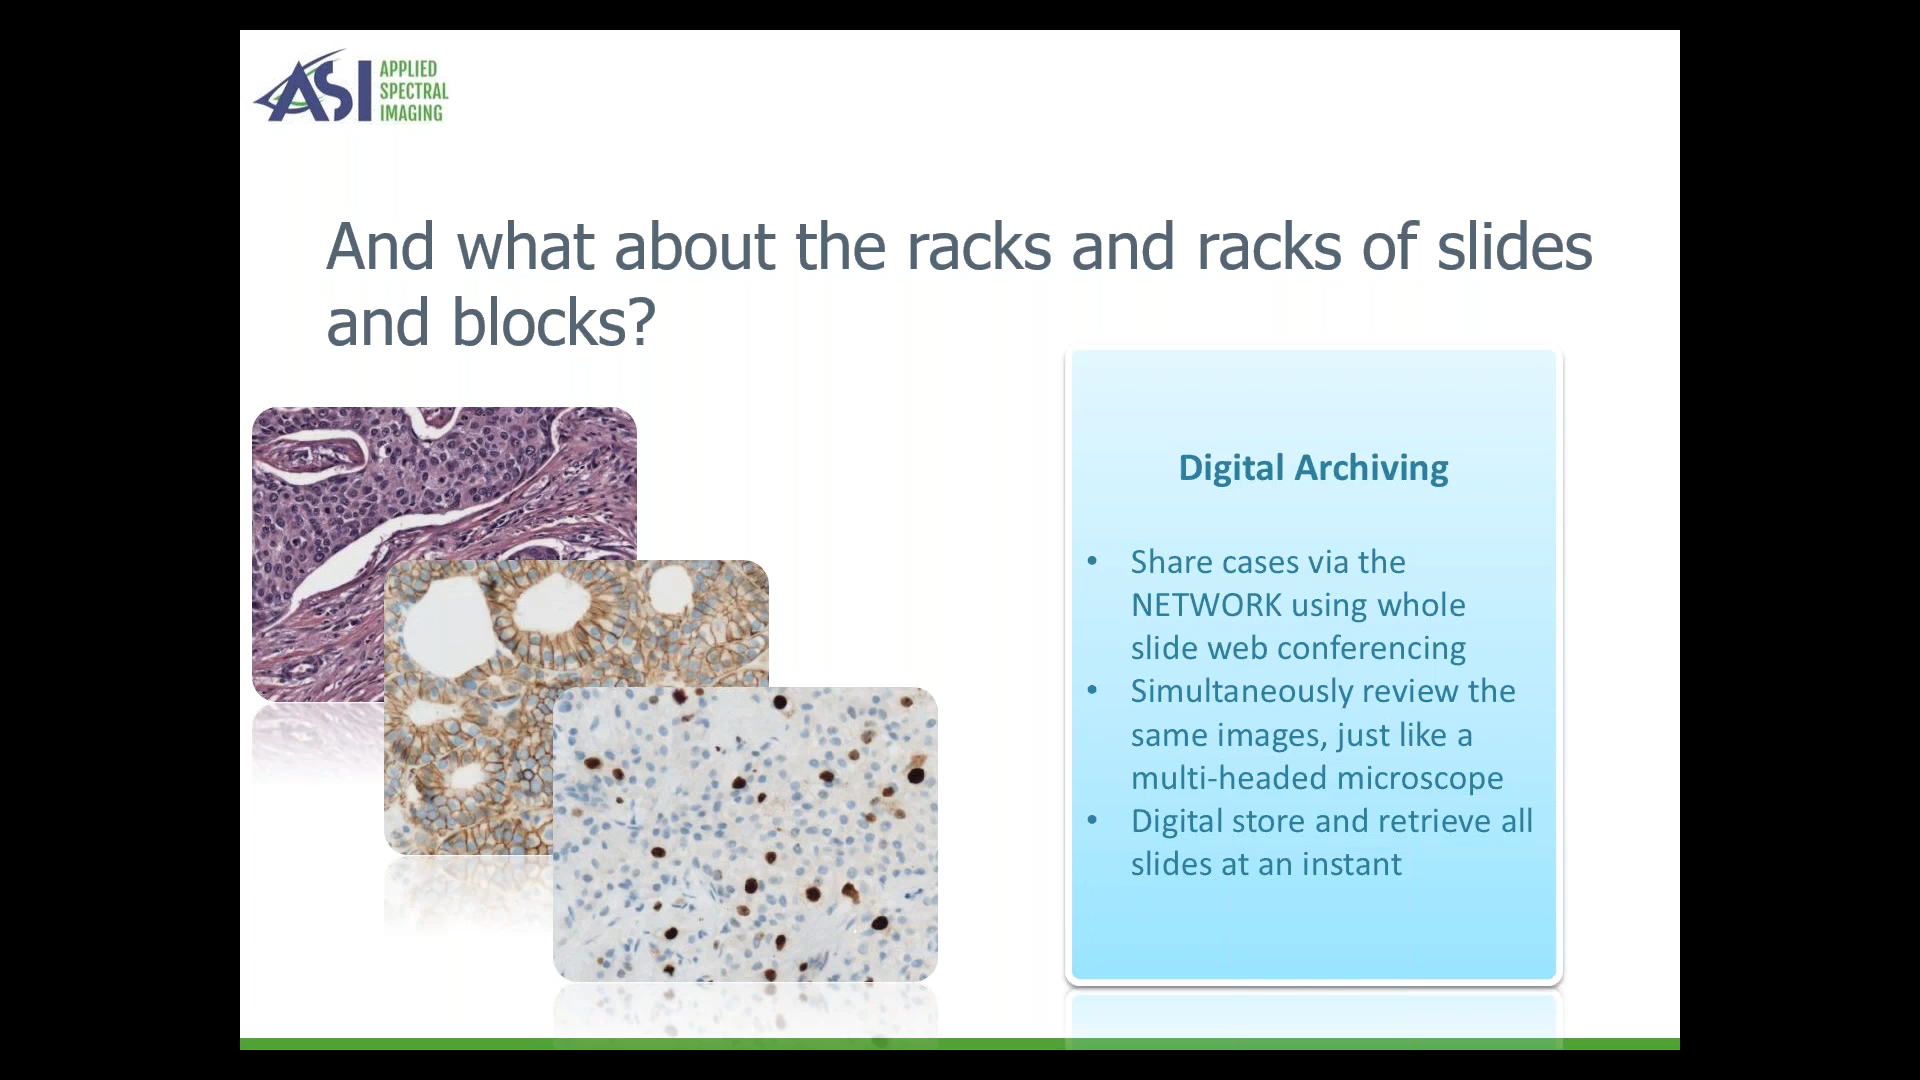 ASI APPLIED
SPECTRAL
IMAGING
And what about the racks and racks of slides
and blocks?
Digital Archiving
• Share cases via the
NETWORK using whole
slide web conferencing
• Simultaneously review the
same images, just like a
multi-headed microscope
• Digital store and retrieve all
slides at an instant